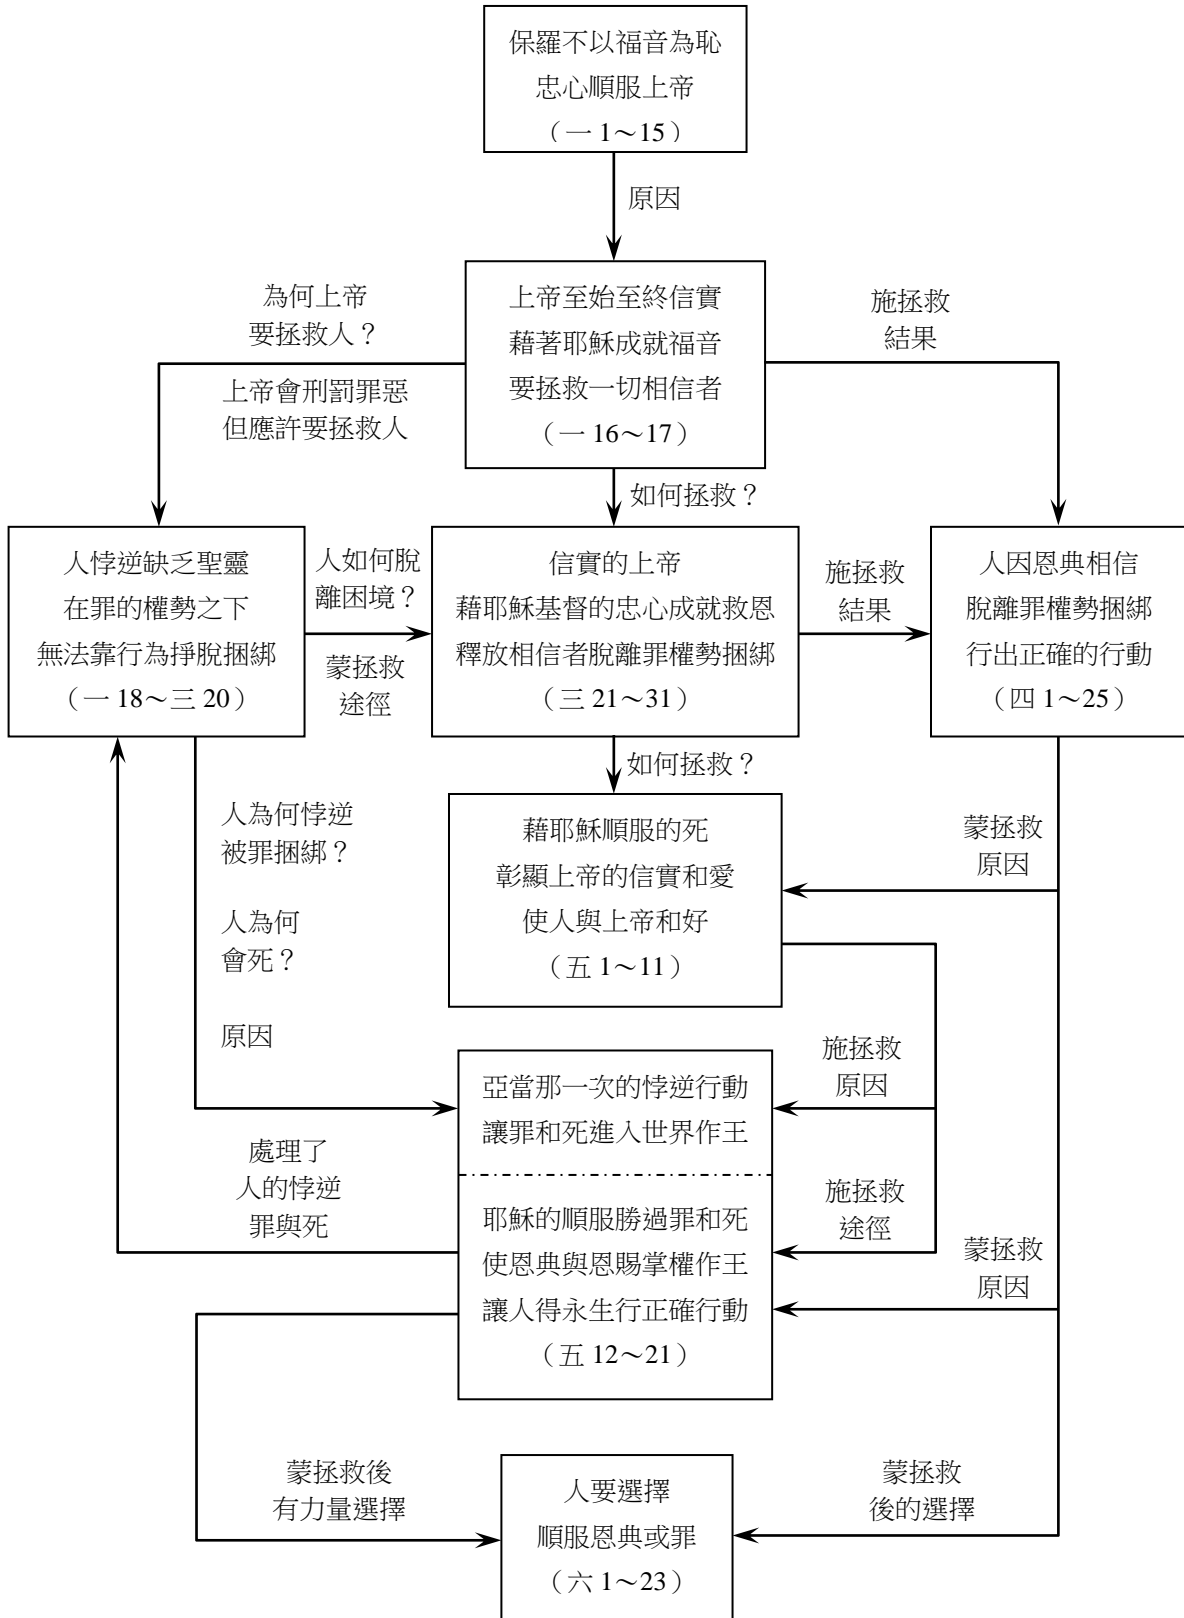 保羅不以福音為恥
忠心順服上帝
（一 1～15）
原因
為何上帝
要拯救人？
上帝會刑罰罪惡
但應許要拯救人
上帝至始至終信實
藉著耶穌成就福音
要拯救一切相信者
（一 16～17）
施拯救
結果
如何拯救？
人悖逆缺乏聖靈
在罪的權勢之下
無法靠行為掙脫捆綁
（一 18～三 20）
人如何脫
離困境？
蒙拯救
途徑
信實的上帝
藉耶穌基督的忠心成就救恩
釋放相信者脫離罪權勢捆綁
（三 21～31）
施拯救
結果
人因恩典相信
脫離罪權勢捆綁
行出正確的行動
（四 1～25）
如何拯救？
人為何悖逆
被罪捆綁？
人為何
會死？
原因
藉耶穌順服的死
彰顯上帝的信實和愛
使人與上帝和好
（五 1～11）
蒙拯救
原因
施拯救
原因
亞當那一次的悖逆行動
讓罪和死進入世界作王
處理了
人的悖逆
罪與死
耶穌的順服勝過罪和死
使恩典與恩賜掌權作王
讓人得永生行正確行動
（五 12～21）
施拯救
途徑
蒙拯救
原因
蒙拯救後
有力量選擇
人要選擇
順服恩典或罪
（六 1～23）
蒙拯救
後的選擇